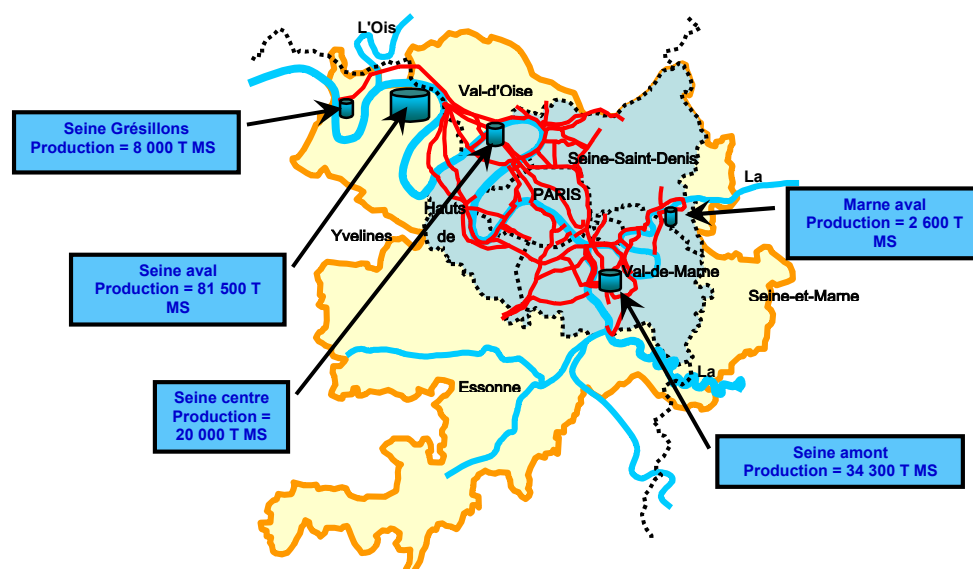 L'Ois
Val-d'Oise
Seine Grésillons
Production = 8 000 T MS
Seine-Saint-Denis
La
PARIS
Hauts
de
Yvelines
Marne aval
Production = 2 600 T
MS
Seine aval
Production = 81 500 T
MS
Val-de-Marne
Seine-et-Marne
La
Essonne
Seine centre
Production =
20 000 T MS
Seine amont
Production = 34 300 T MS